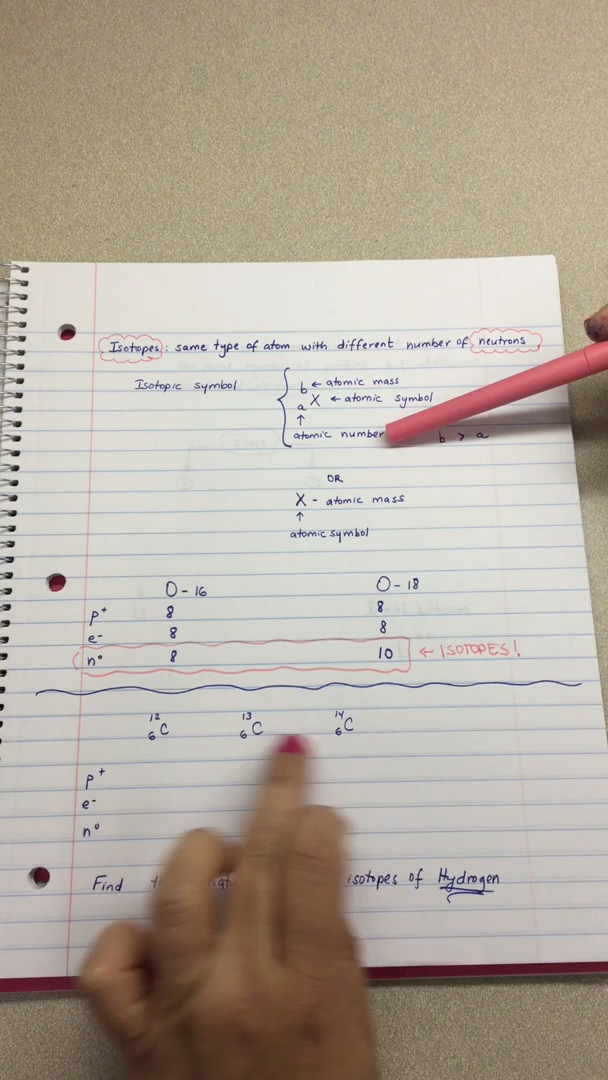 Isotopes: same type of atom with different number of neutrons
Isotopic symbol
b ← atomic mass
a X ← atomic symbol
↑
atomic number b > a
OR
X - atomic mass
↑
atomic symbol
O-16 O-18
p+ 8 8
e- 8 8
n° 8 10 ← ISOTOPES!
12 6 C 13 6 C 14 6 C
p+
e-
n°
Find isotopes of Hydrogen